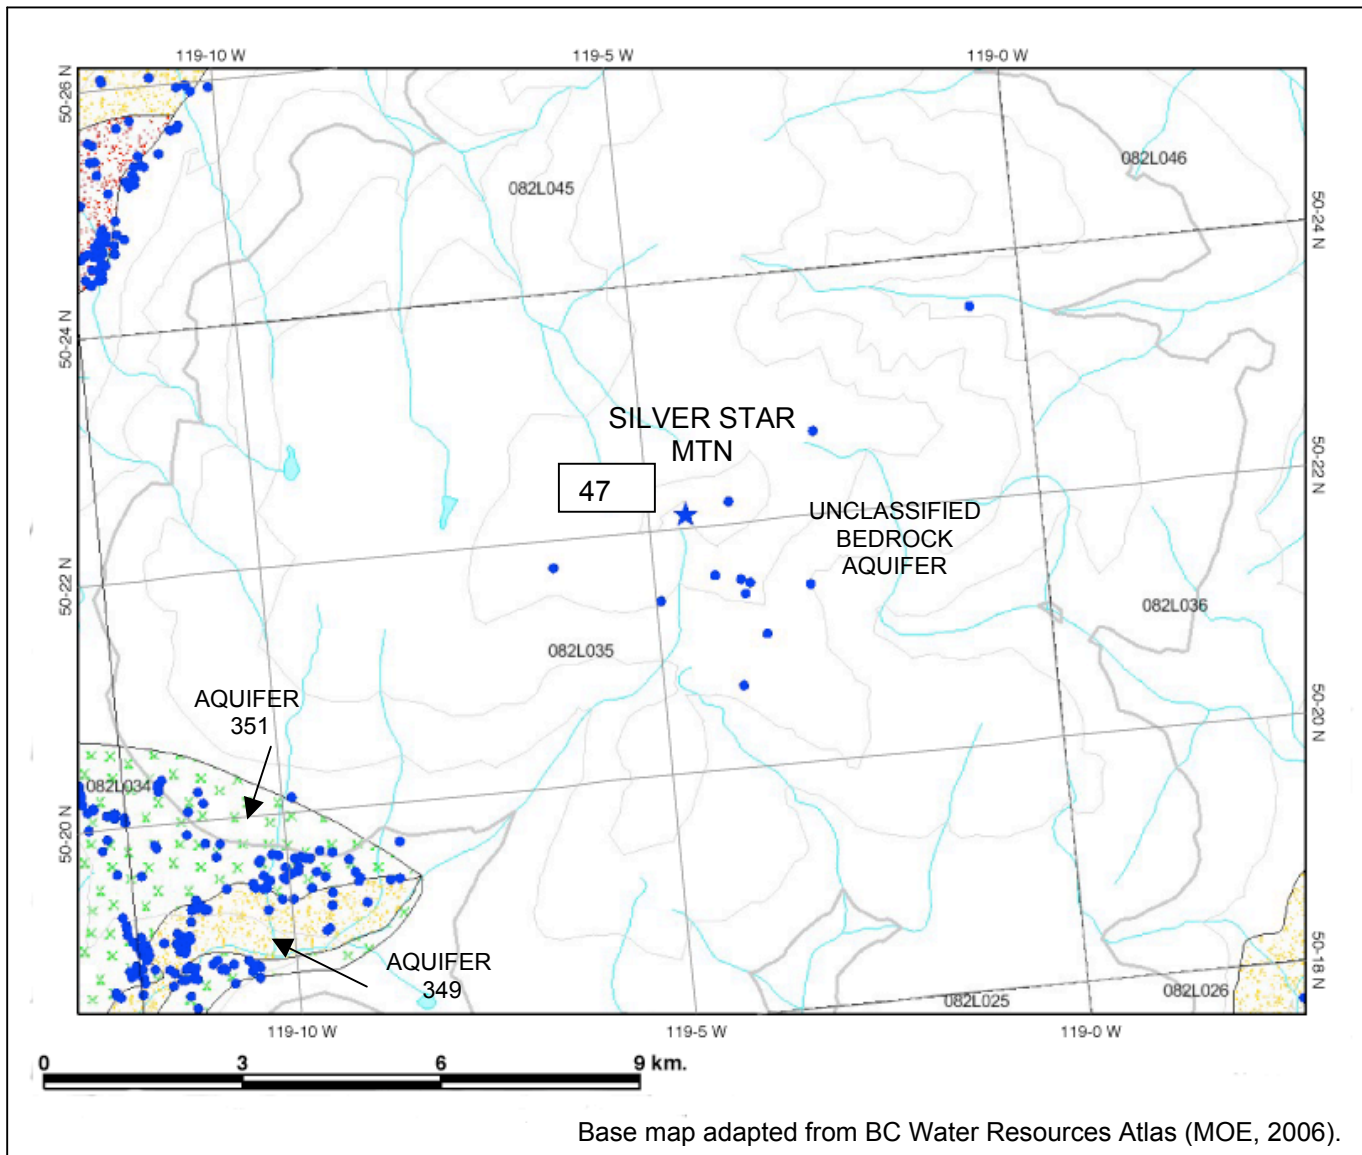 119-10 W
119-5 W
119-0 W
50-26 N
082L046
082L045
50-24 N
50-24 N
SILVER STAR
MTN
47
50-22 N
UNCLASSIFIED
BEDROCK
AQUIFER
50-22 N
082L036
082L035
AQUIFER
351
50-20 N
082L034
50-20 N
AQUIFER
349
50-18 N
082L026
082L025
119-10 W
119-5 W
119-0 W
0 3 6 9 km.
Base map adapted from BC Water Resources Atlas (MOE, 2006).